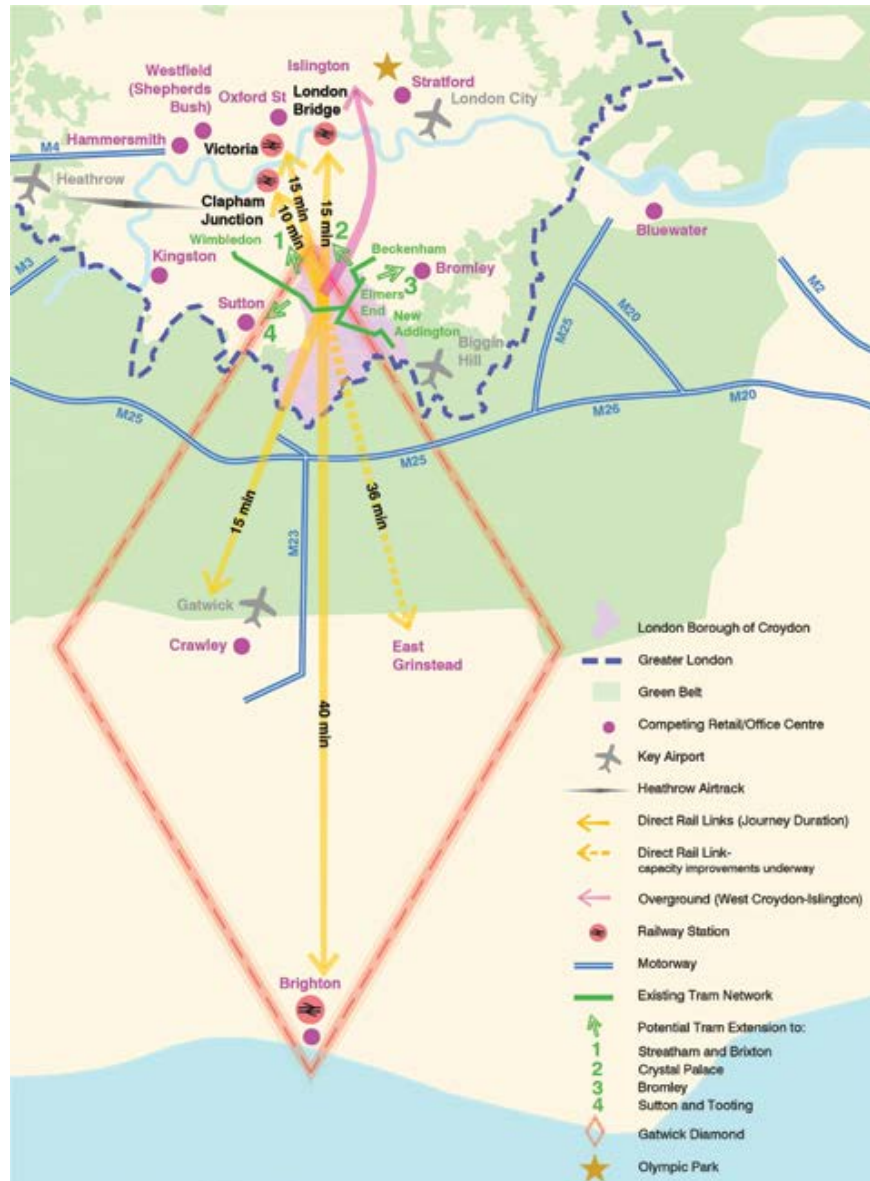 Islington
Westfield
(Shepherds
Bush)
Oxford St
London
Bridge
Stratford
London City
Hammersmith
Victoria
M4
Heathrow
Clapham
Junction
15 min
10 min
15 min
Bluewater
Wimbledon
1
2
Beckenham
Kingston
Bromley
3
M3
Elmers
End
Sutton
4
New
Addington
Biggin
Hill
M25
M20
M2
M25
M25
M26
M20
15 min
36 min
M23
Gatwick
Crawley
East
Grinstead
40 min
Brighton
London Borough of Croydon
Greater London
Green Belt
Competing Retail/Office Centre
Key Airport
Heathrow Airtrack
Direct Rail Links (Journey Duration)
Direct Rail Link-
capacity improvements underway
Overground (West Croydon-Islington)
Railway Station
Motorway
Existing Tram Network
Potential Tram Extension to:
1 Streatham and Brixton
2 Crystal Palace
3 Bromley
4 Sutton and Tooting
Gatwick Diamond
Olympic Park